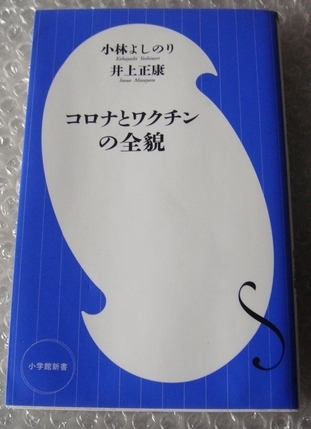 小林よしのり
Kobayashi Yoshinori
井上正康
Inoue Masayasu
コロナとワクチン
の全貌
小学館新書